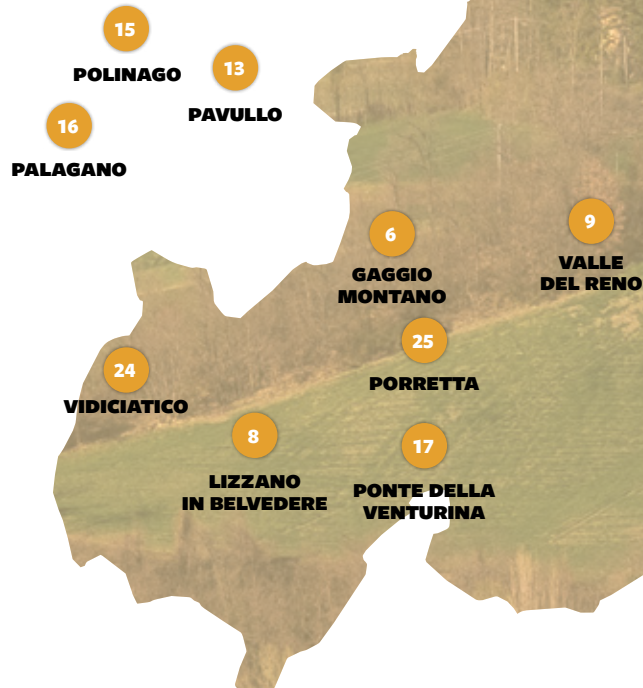 15
POLINAGO
13
PAVULLO
16
PALAGANO
6
GAGGIO
MONTANO
9
VALLE
DEL RENO
25
PORRETTA
24
VIDICIATICO
8
LIZZANO
IN BELVEDERE
17
PONTE DELLA
VENTURINA